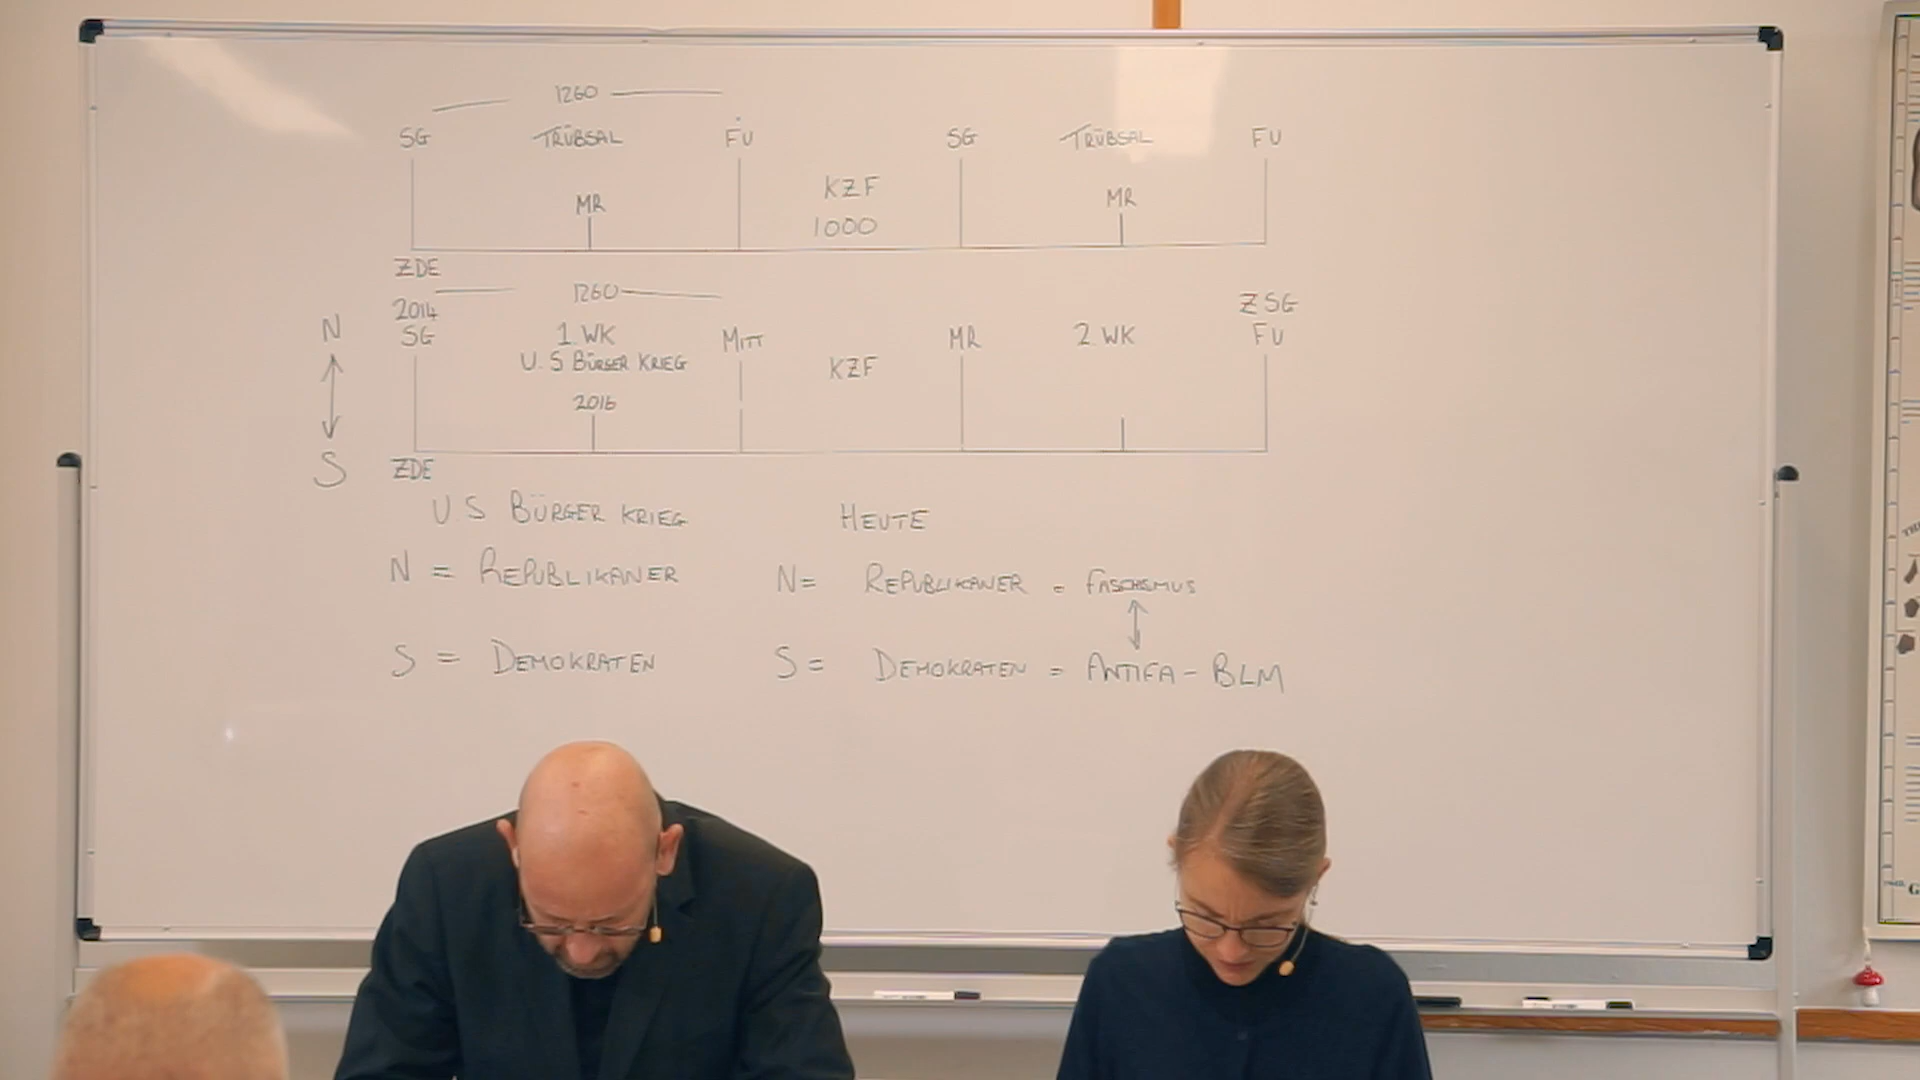 1260
SG TRÜBSAL FU SG TRÜBSAL FU
KZF
MR MR
1000
ZDE
1260
2014 ZSG
N SG 1.WK MITT MR 2.WK FU
U.S BÜRGER KRIEG KZF
2016
S ZDE
U.S BÜRGER KRIEG HEUTE
N = REPUBLIKANER N= REPUBLIKANER = FASCHISMUS
S = DEMOKRATEN S= DEMOKRATEN = ANTIFA-BLM